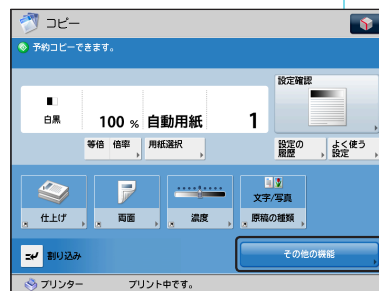 コピー
予約コピーできます。
設定確認
白黒
100 % 自動用紙 1
等倍 倍率 用紙選択
設定の履歴 よく使う設定
仕上げ 両面 濃度 文字/写真 原稿の種類
割り込み
その他の機能
プリンター プリント中です。